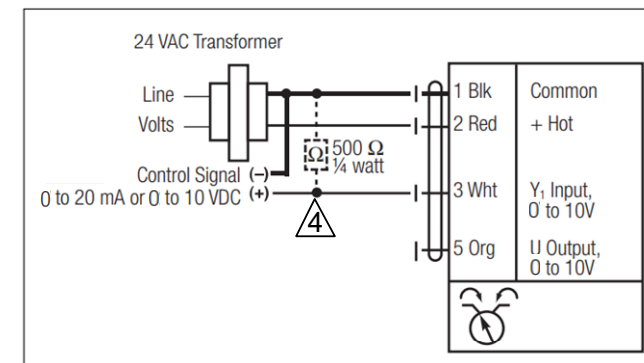 24 VAC Transformer
Line
Volts
Control Signal (–)
0 to 20 mA or 0 to 10 VDC (+)
Ω
500 Ω
¼ watt
4
1 Blk Common
2 Red + Hot
3 Wht Y₁ Input,
0 to 10V
5 Org U Output,
0 to 10V